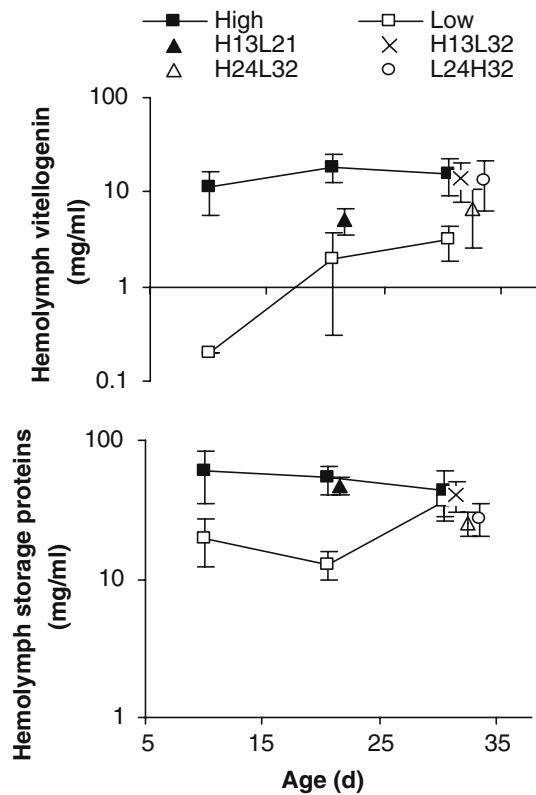 High Low
H13L21 H13L32
H24L32 L24H32
Hemolymph vitellogenin
(mg/ml)
100
10
1
0.1
Hemolymph storage proteins
(mg/ml)
100
10
1
5 15 25 35
Age (d)